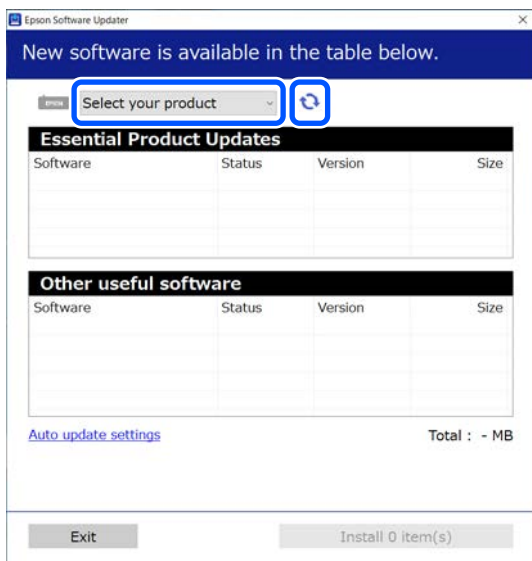 Epson Software Updater
New software is available in the table below.
EPSON
Select your product
Essential Product Updates
Software Status Version Size
Other useful software
Software Status Version Size
Auto update settings
Total : - MB
Exit
Install 0 item(s)